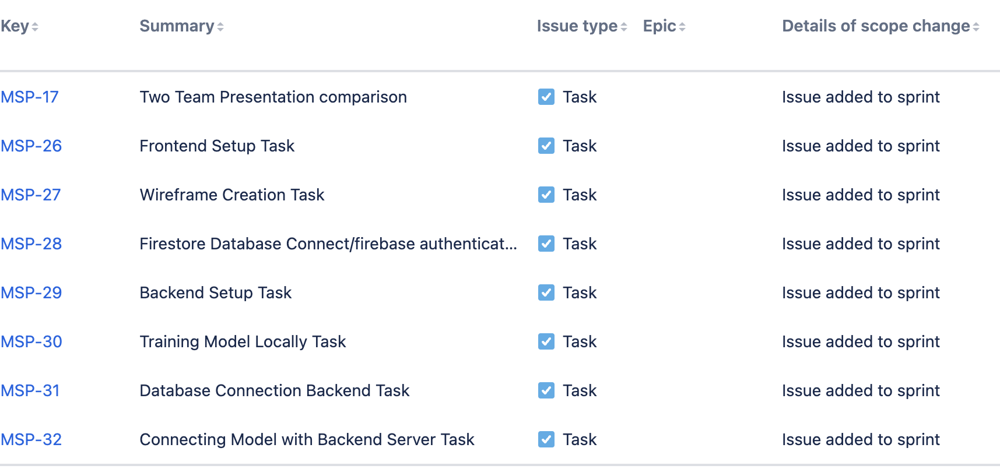 Key Summary Issue type Epic Details of scope change
MSP-17 Two Team Presentation comparison Task Issue added to sprint
MSP-26 Frontend Setup Task Task Issue added to sprint
MSP-27 Wireframe Creation Task Task Issue added to sprint
MSP-28 Firestore Database Connect/firebase authenticat... Task Issue added to sprint
MSP-29 Backend Setup Task Task Issue added to sprint
MSP-30 Training Model Locally Task Task Issue added to sprint
MSP-31 Database Connection Backend Task Task Issue added to sprint
MSP-32 Connecting Model with Backend Server Task Task Issue added to sprint